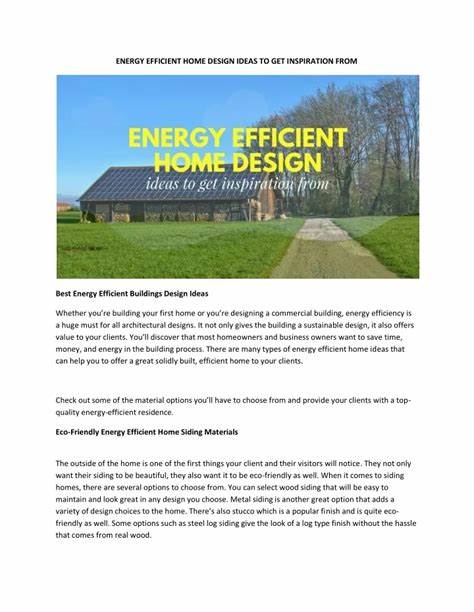 ENERGY EFFICIENT HOME DESIGN IDEAS TO GET INSPIRATION FROM
ENERGY EFFICIENT
HOME DESIGN
ideas to get inspiration from
Best Energy Efficient Buildings Design Ideas
Whether you're building your first home or you're designing a commercial building, energy efficiency is
a huge must for all architectural designs. It not only gives the building a sustainable design, it also offers
value to your clients. You'll discover that most homeowners and business owners want to save time,
money, and energy in the building process. There are many types of energy efficient home ideas that
can help you to offer a great solidly built, efficient home to your clients.
Check out some of the material options you'll have to choose from and provide your clients with a top-
quality energy-efficient residence.
Eco-Friendly Energy Efficient Home Siding Materials
The outside of the home is one of the first things your client and their visitors will notice. They not only
want their siding to be beautiful, they also want it to be eco-friendly as well. When it comes to siding
homes, there are several options to choose from. You can select wood siding that will be easy to
maintain and look great in any design you choose. Metal siding is another great option that adds a
variety of design choices to the home. There's also stucco which is a popular finish and is quite eco-
friendly as well. Some options such as steel log siding give the look of a log type finish without the hassle
that comes from real wood.